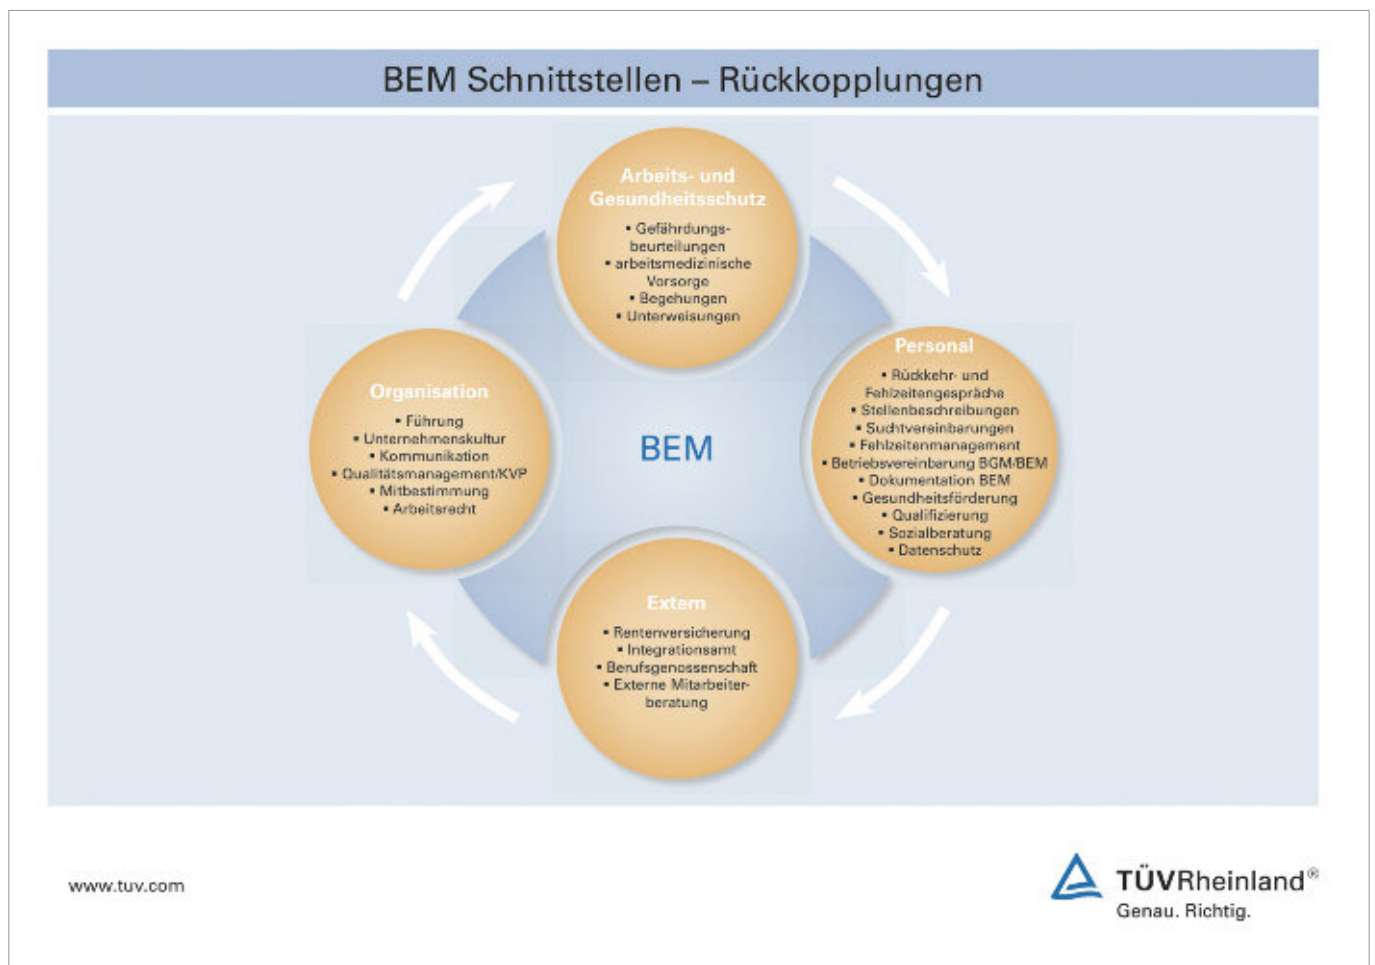 BEM Schnittstellen – Rückkopplungen
Arbeits- und
Gesundheitsschutz
▪ Gefährdungs-
beurteilungen
▪ arbeitsmedizinische
Vorsorge
▪ Begehungen
▪ Unterweisungen
Personal
▪ Rückkehr- und
Fehlzeitengespräche
▪ Stellenbeschreibungen
▪ Suchtvereinbarungen
▪ Fehlzeitenmanagement
▪ Betriebsvereinbarung BGM/BEM
▪ Dokumentation BEM
▪ Gesundheitsförderung
▪ Qualifizierung
▪ Sozialberatung
▪ Datenschutz
Organisation
▪ Führung
▪ Unternehmenskultur
▪ Kommunikation
▪ Qualitätsmanagement/KVP
▪ Mitbestimmung
▪ Arbeitsrecht
BEM
Extern
▪ Rentenversicherung
▪ Integrationsamt
▪ Berufsgenossenschaft
▪ Externe Mitarbeiter-
beratung
www.tuv.com
TÜVRheinland®
Genau. Richtig.